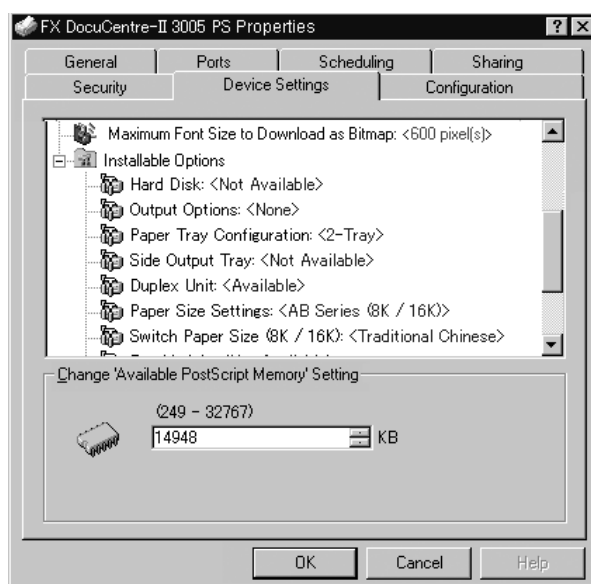 FX DocuCentre-II 3005 PS Properties
General Ports Scheduling Sharing
Security Device Settings Configuration
Maximum Font Size to Download as Bitmap: <600 pixel(s)>
Installable Options
Hard Disk: <Not Available>
Output Options: <None>
Paper Tray Configuration: <2-Tray>
Side Output Tray: <Not Available>
Duplex Unit: <Available>
Paper Size Settings: <AB Series (8K / 16K)>
Switch Paper Size (8K / 16K): <Traditional Chinese>
Change 'Available PostScript Memory' Setting
(249 - 32767)
14948 KB
OK Cancel Help